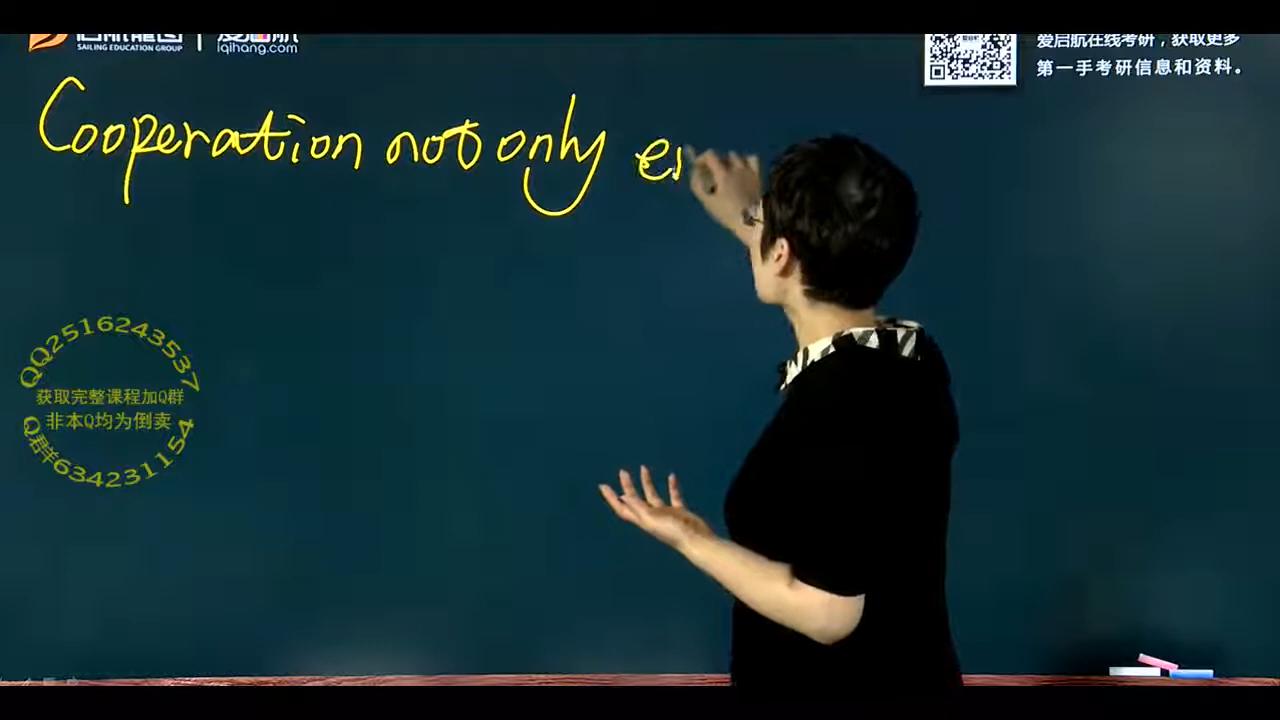 SAILING EDUCATION GROUP
iqihang.com
爱启航在线考研，获取更多
第一手考研信息和资料。
Cooperation not only
QQ2516243537
获取完整课程加Q群
非本Q均为倒卖
Q群634231154